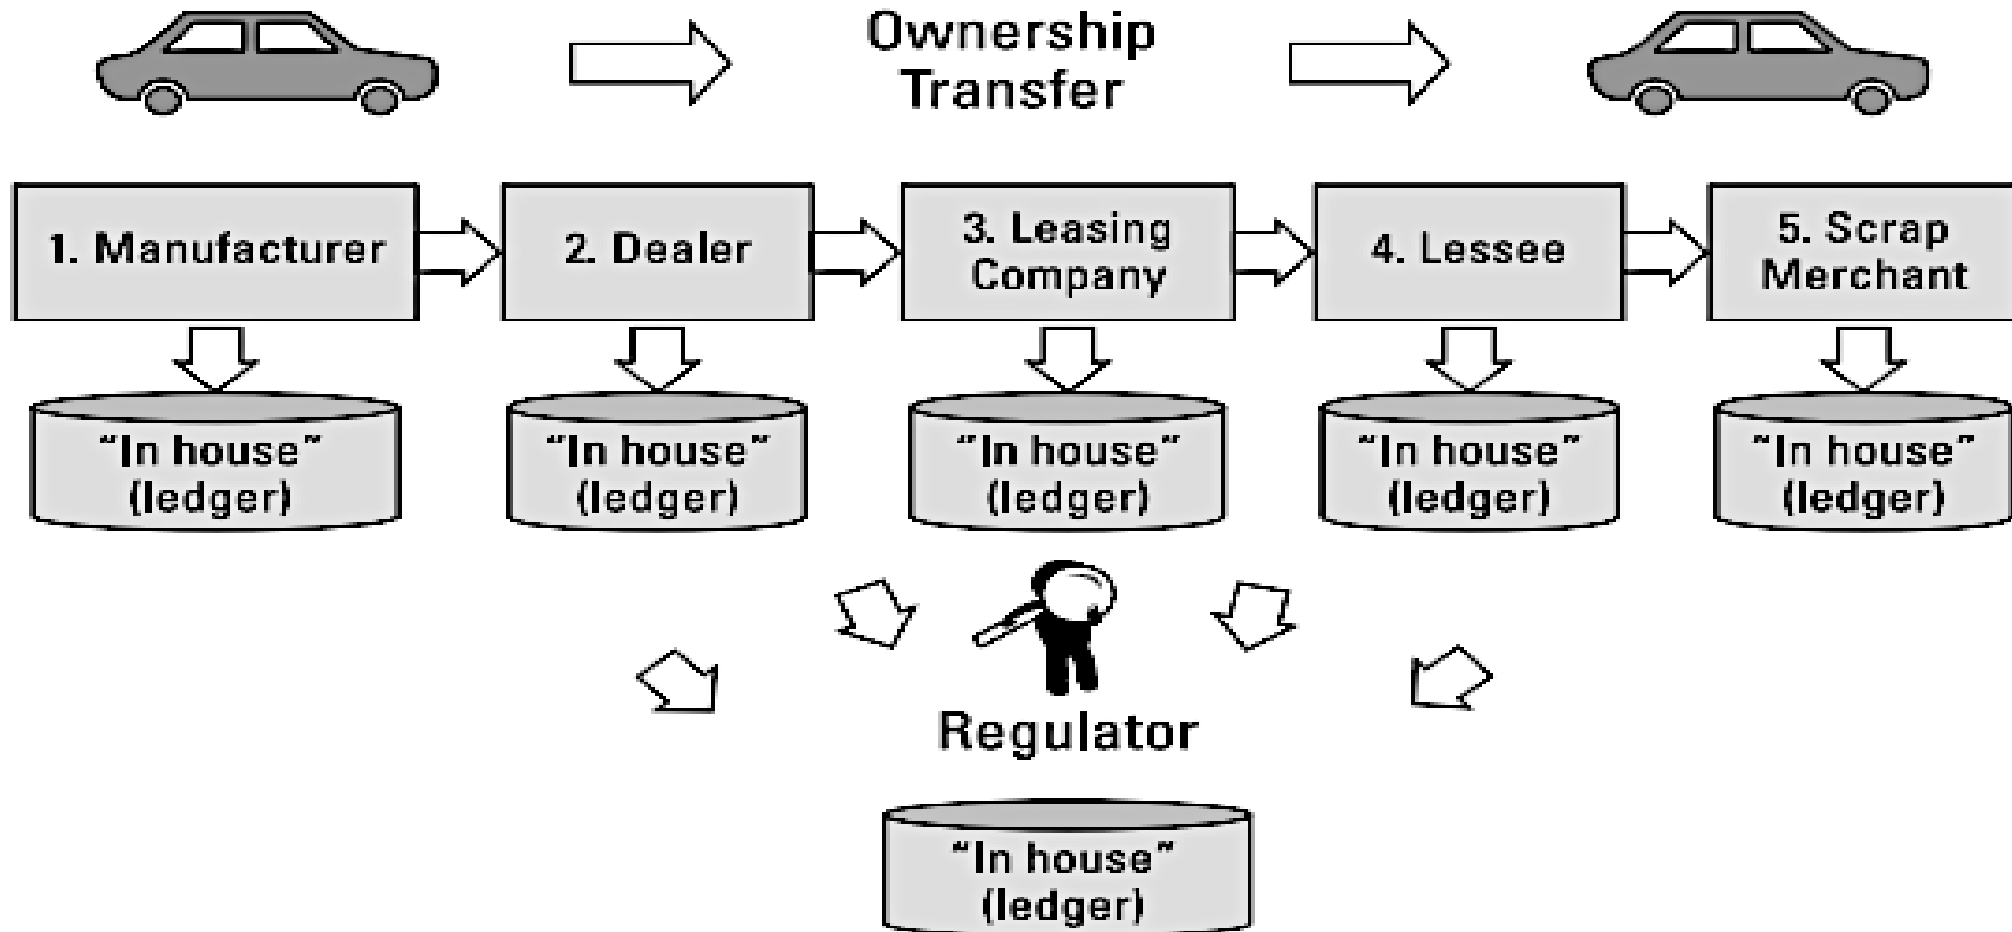 Ownership
Transfer
1. Manufacturer
2. Dealer
3. Leasing
Company
4. Lessee
5. Scrap
Merchant
“In house”
(ledger)
“In house”
(ledger)
“In house”
(ledger)
“In house”
(ledger)
“In house”
(ledger)
Regulator
“In house”
(ledger)